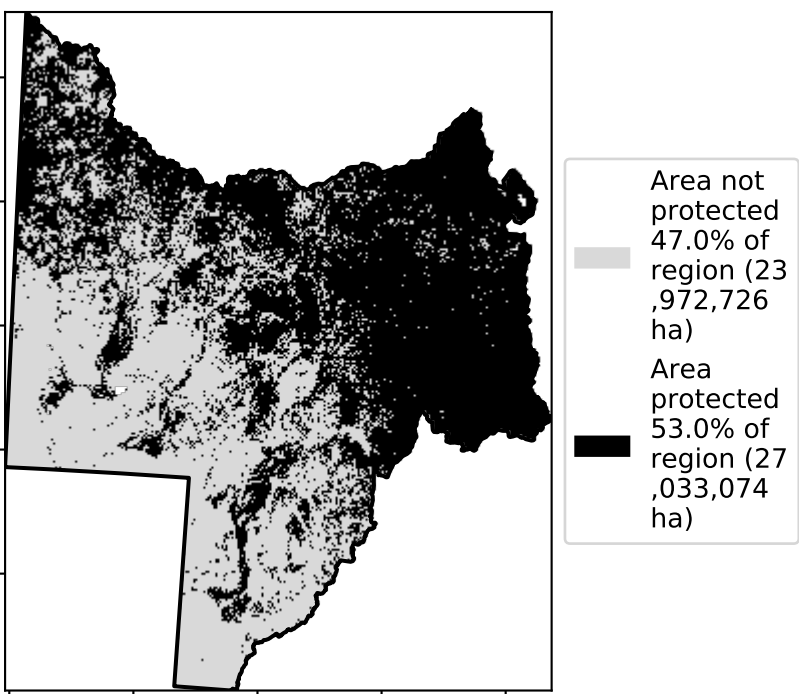 Area not
protected
47.0% of
region (23
,972,726
ha)
Area
protected
53.0% of
region (27
,033,074
ha)